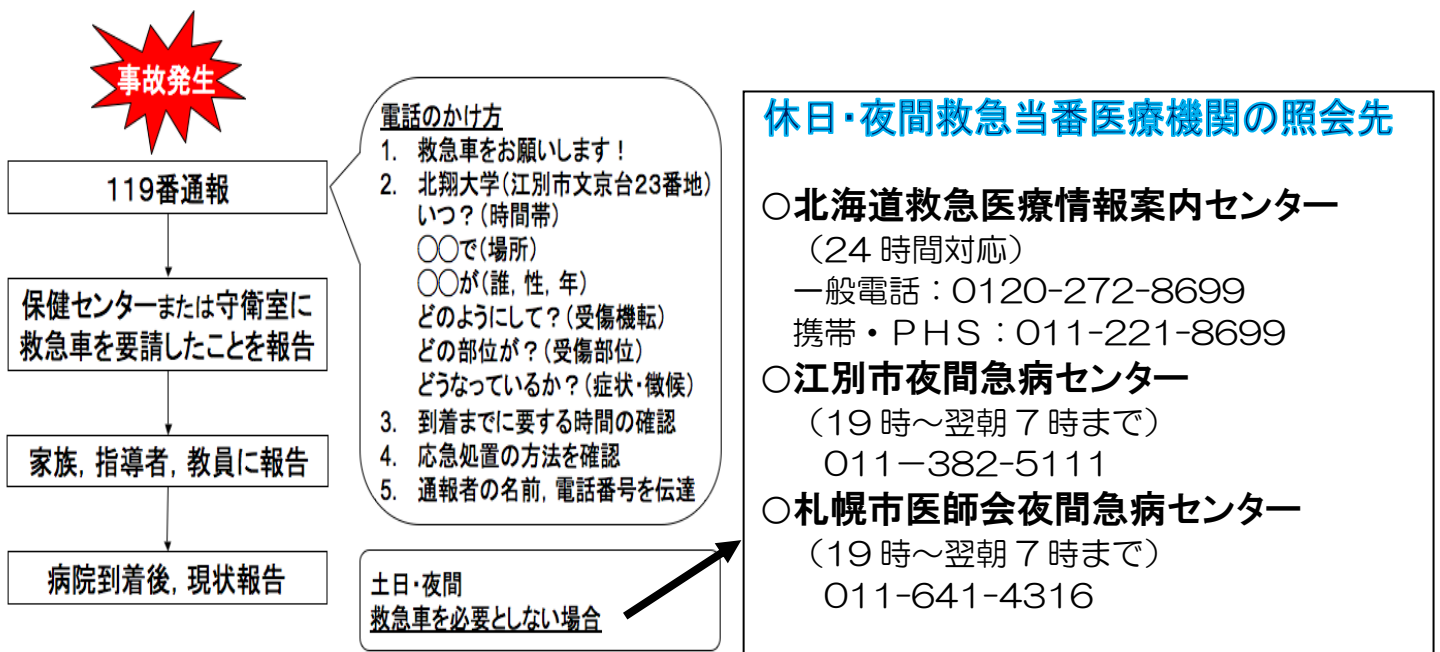 事故発生
119番通報
保健センターまたは守衛室に
救急車を要請したことを報告
家族，指導者，教員に報告
病院到着後，現状報告
電話のかけ方
1. 救急車をお願いします！
2. 北翔大学（江別市文京台23番地）
いつ？（時間帯）
○○で（場所）
○○が（誰，性，年）
どのようにして？（受傷機転）
どの部位が？（受傷部位）
どうなっているか？（症状・徴候）
3. 到着までに要する時間の確認
4. 応急処置の方法を確認
5. 通報者の名前，電話番号を伝達
土日・夜間
救急車を必要としない場合
休日・夜間救急当番医療機関の照会先
○北海道救急医療情報案内センター
（24時間対応）
一般電話：0120-272-8699
携帯・ＰＨＳ：011-221-8699
○江別市夜間急病センター
（19時～翌朝7時まで）
011－382-5111
○札幌市医師会夜間急病センター
（19時～翌朝7時まで）
011-641-4316